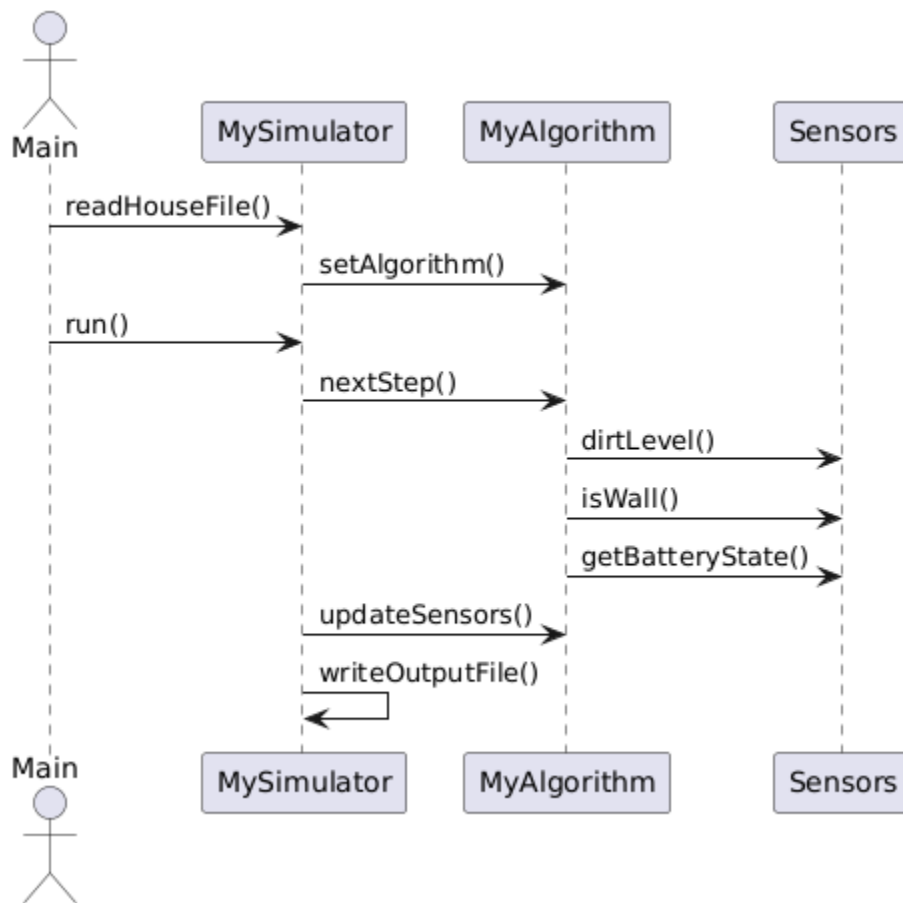 Main
MySimulator
MyAlgorithm
Sensors
readHouseFile()
setAlgorithm()
run()
nextStep()
dirtLevel()
isWall()
getBatteryState()
updateSensors()
writeOutputFile()
Main
MySimulator
MyAlgorithm
Sensors